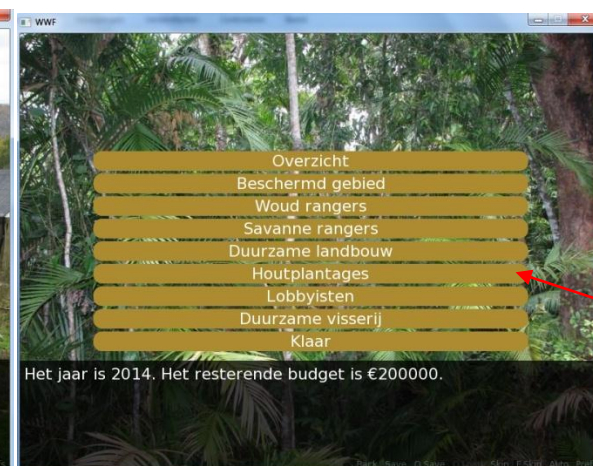 WWF
Overzicht
Beschermd gebied
Woud rangers
Savanne rangers
Duurzame landbouw
Houtplantages
Lobbyisten
Duurzame visserij
Klaar
Het jaar is 2014. Het resterende budget is €200000.